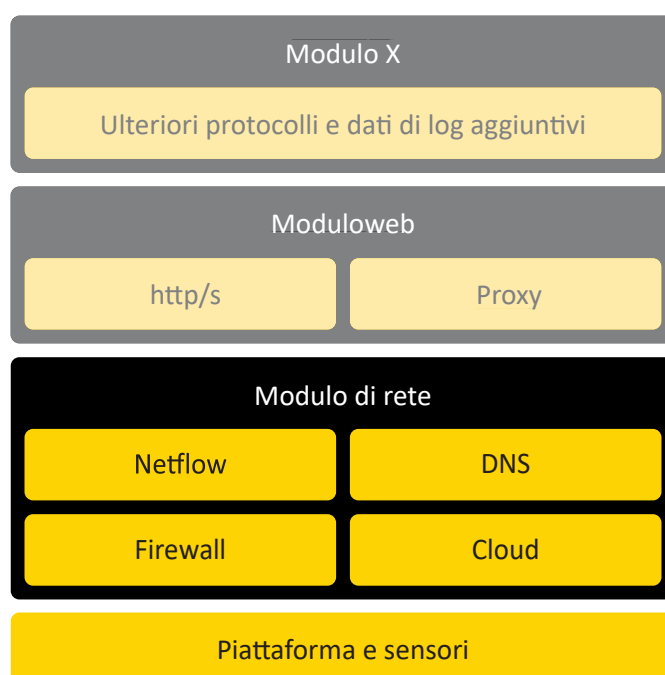 Modulo X
Ulteriori protocolli e dati di log aggiuntivi
Moduloweb
http/s
Proxy
Modulo di rete
Netflow
DNS
Firewall
Cloud
Piattaforma e sensori